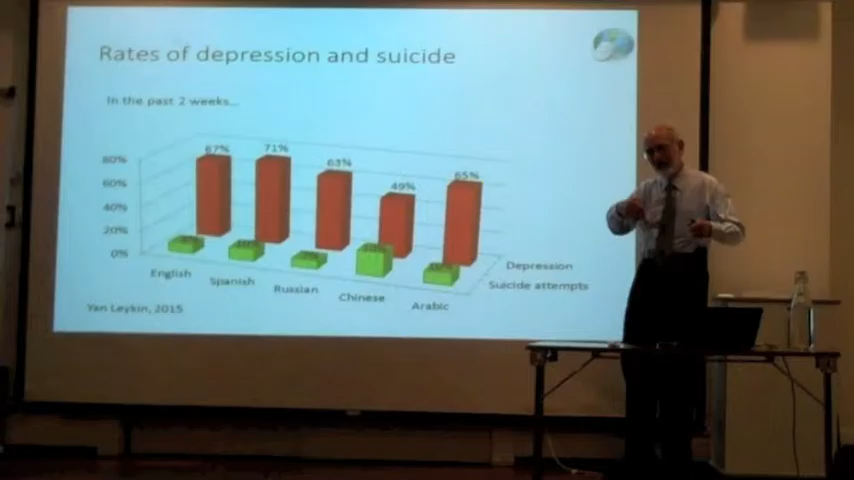 Rates of depression and suicide
In the past 2 weeks...
80%
60%
40%
20%
0%
67%
71%
63%
49%
65%
English
Spanish
Russian
Chinese
Arabic
Depression
Suicide attempts
Yan Leykin, 2015